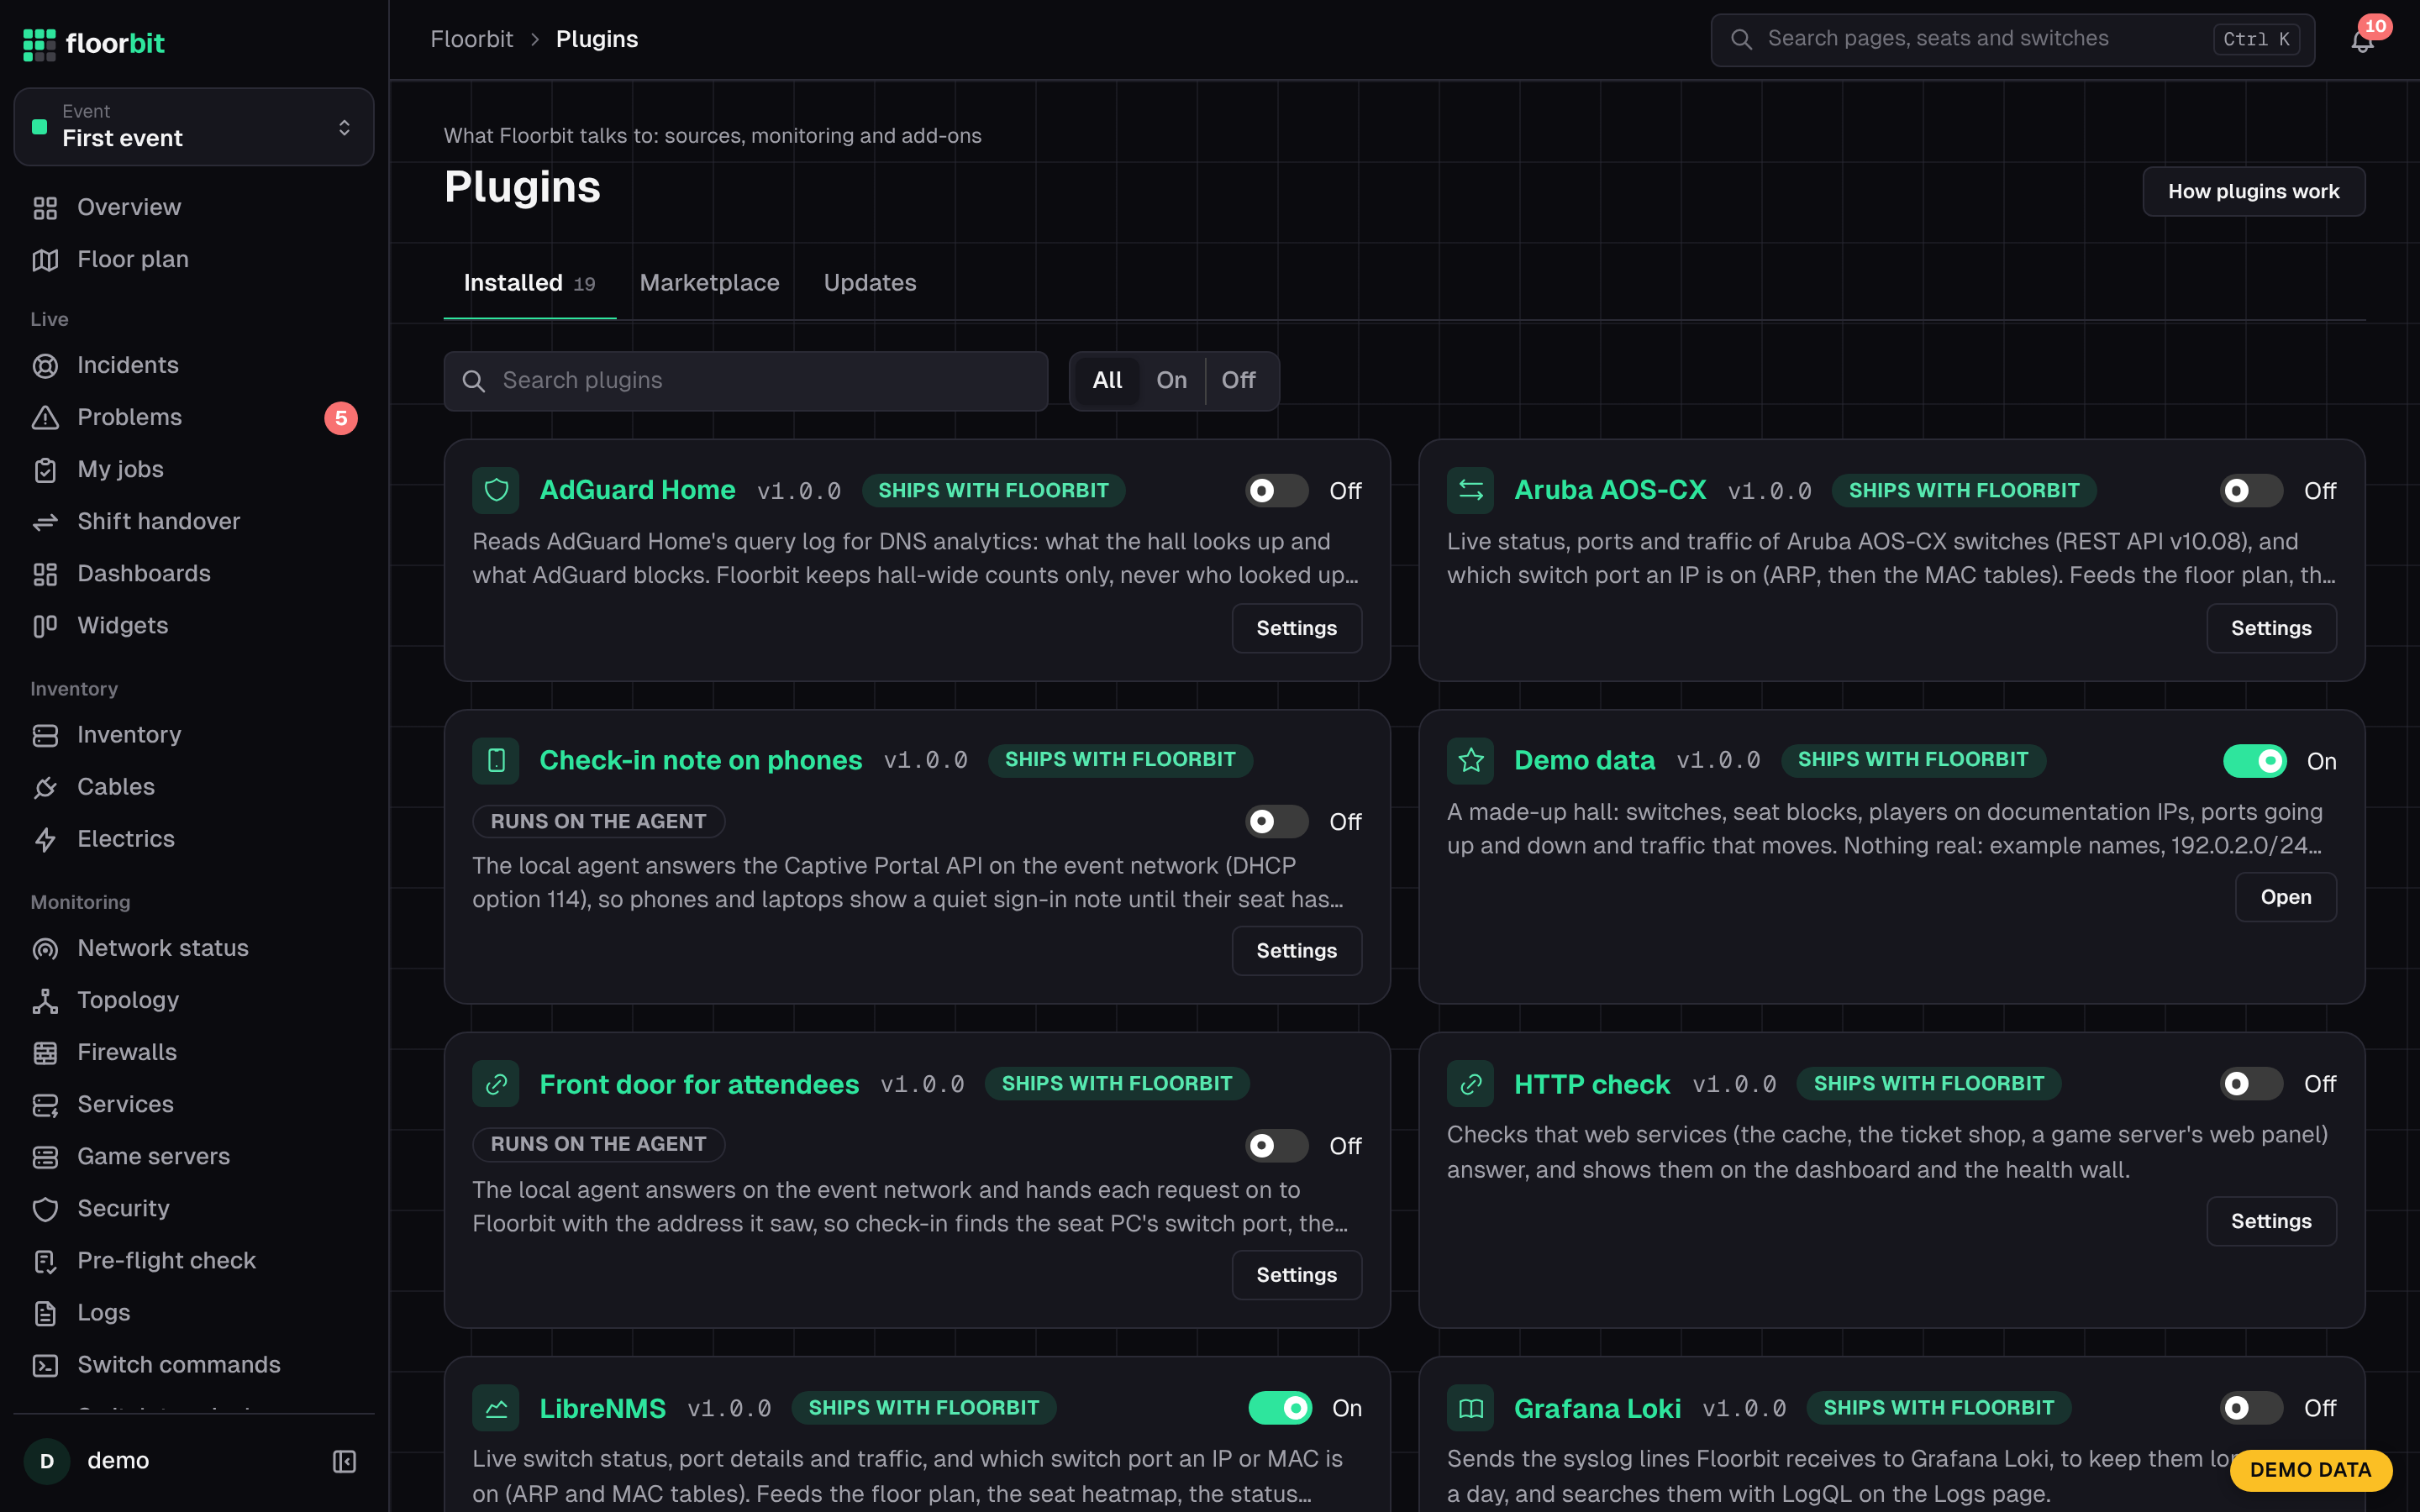 floorbit
Event
First event
Overview
Floor plan
Live
Incidents
Problems 5
My jobs
Shift handover
Dashboards
Widgets
Inventory
Inventory
Cables
Electrics
Monitoring
Network status
Topology
Firewalls
Services
Game servers
Security
Pre-flight check
Logs
Switch commands
D demo
Floorbit > Plugins
Search pages, seats and switches Ctrl K
10
What Floorbit talks to: sources, monitoring and add-ons
Plugins
How plugins work
Installed 19 Marketplace Updates
Search plugins
All On Off
AdGuard Home v1.0.0 SHIPS WITH FLOORBIT Off
Reads AdGuard Home's query log for DNS analytics: what the hall looks up and
what AdGuard blocks. Floorbit keeps hall-wide counts only, never who looked up…
Settings
Aruba AOS-CX v1.0.0 SHIPS WITH FLOORBIT Off
Live status, ports and traffic of Aruba AOS-CX switches (REST API v10.08), and
which switch port an IP is on (ARP, then the MAC tables). Feeds the floor plan, th…
Settings
Check-in note on phones v1.0.0 SHIPS WITH FLOORBIT
RUNS ON THE AGENT Off
The local agent answers the Captive Portal API on the event network (DHCP
option 114), so phones and laptops show a quiet sign-in note until their seat has…
Settings
Demo data v1.0.0 SHIPS WITH FLOORBIT On
A made-up hall: switches, seat blocks, players on documentation IPs, ports going
up and down and traffic that moves. Nothing real: example names, 192.0.2.0/24…
Open
Front door for attendees v1.0.0 SHIPS WITH FLOORBIT
RUNS ON THE AGENT Off
The local agent answers on the event network and hands each request on to
Floorbit with the address it saw, so check-in finds the seat PC's switch port, the…
Settings
HTTP check v1.0.0 SHIPS WITH FLOORBIT Off
Checks that web services (the cache, the ticket shop, a game server's web panel)
answer, and shows them on the dashboard and the health wall.
Settings
LibreNMS v1.0.0 SHIPS WITH FLOORBIT On
Live switch status, port details and traffic, and which switch port an IP or MAC is
on (ARP and MAC tables). Feeds the floor plan, the seat heatmap, the status…
Grafana Loki v1.0.0 SHIPS WITH FLOORBIT Off
Sends the syslog lines Floorbit receives to Grafana Loki, to keep them
a day, and searches them with LogQL on the Logs page.
DEMO DATA